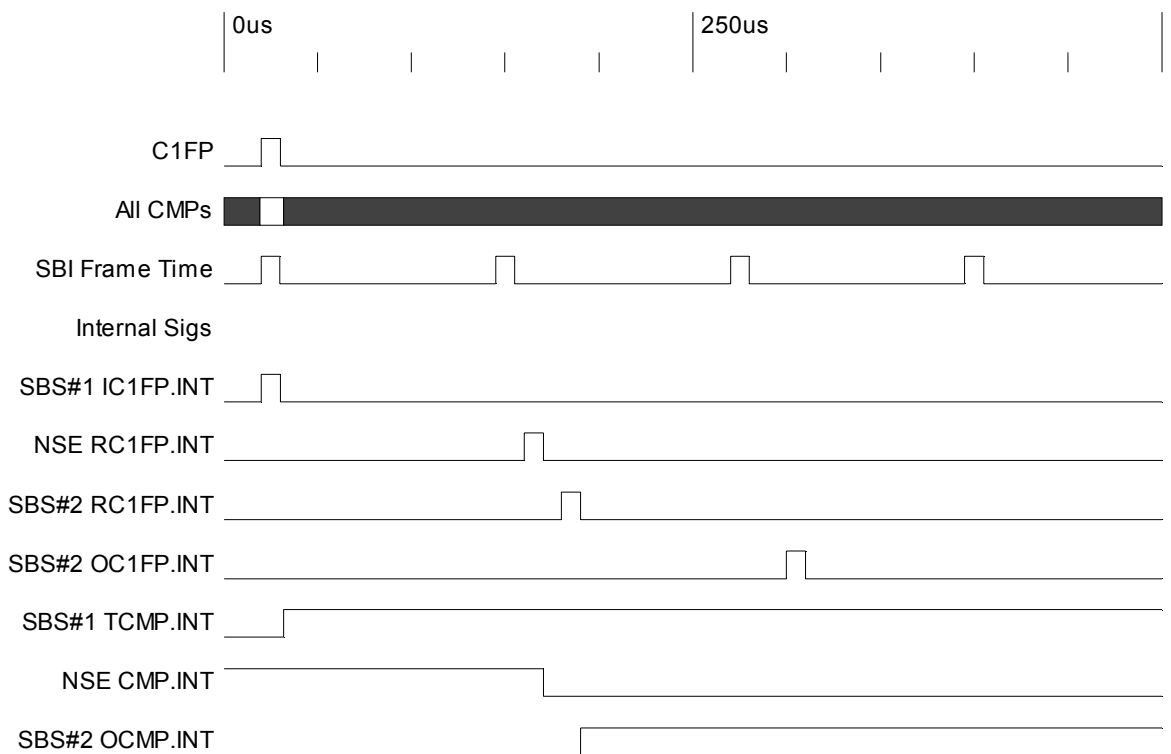 0us 250us
C1FP
All CMPs
SBI Frame Time
Internal Sigs
SBS#1 IC1FP.INT
NSE RC1FP.INT
SBS#2 RC1FP.INT
SBS#2 OC1FP.INT
SBS#1 TCMP.INT
NSE CMP.INT
SBS#2 OCMP.INT